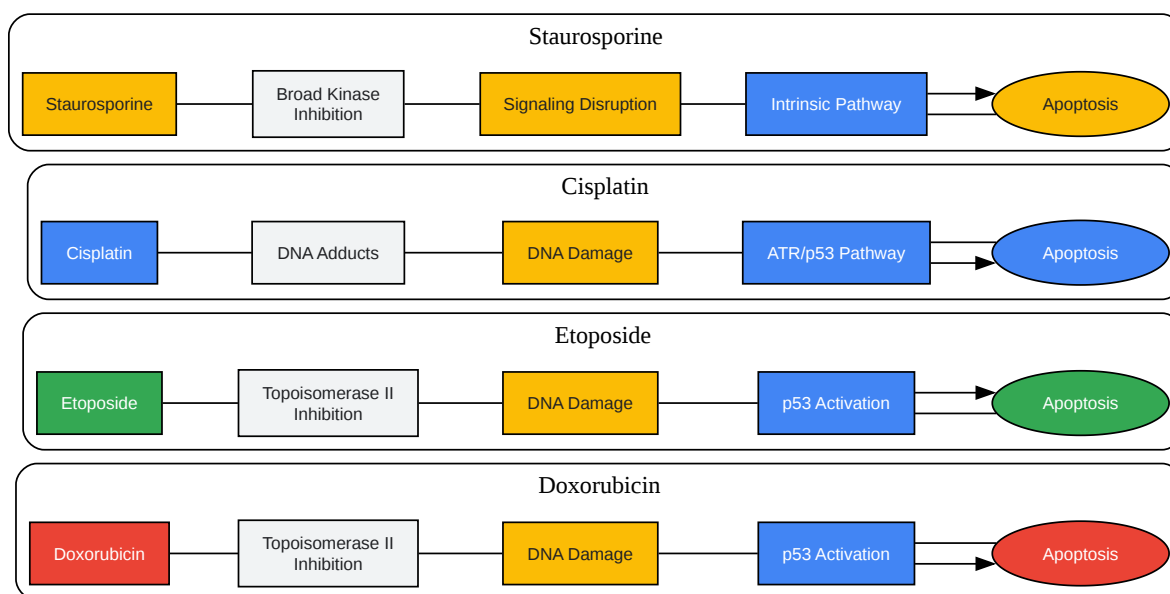 Staurosporine
Staurosporine
Broad Kinase
Inhibition
Signaling Disruption
Intrinsic Pathway
Apoptosis
Cisplatin
Cisplatin
DNA Adducts
DNA Damage
ATR/p53 Pathway
Apoptosis
Etoposide
Etoposide
Topoisomerase II
Inhibition
DNA Damage
p53 Activation
Apoptosis
Doxorubicin
Doxorubicin
Topoisomerase II
Inhibition
DNA Damage
p53 Activation
Apoptosis